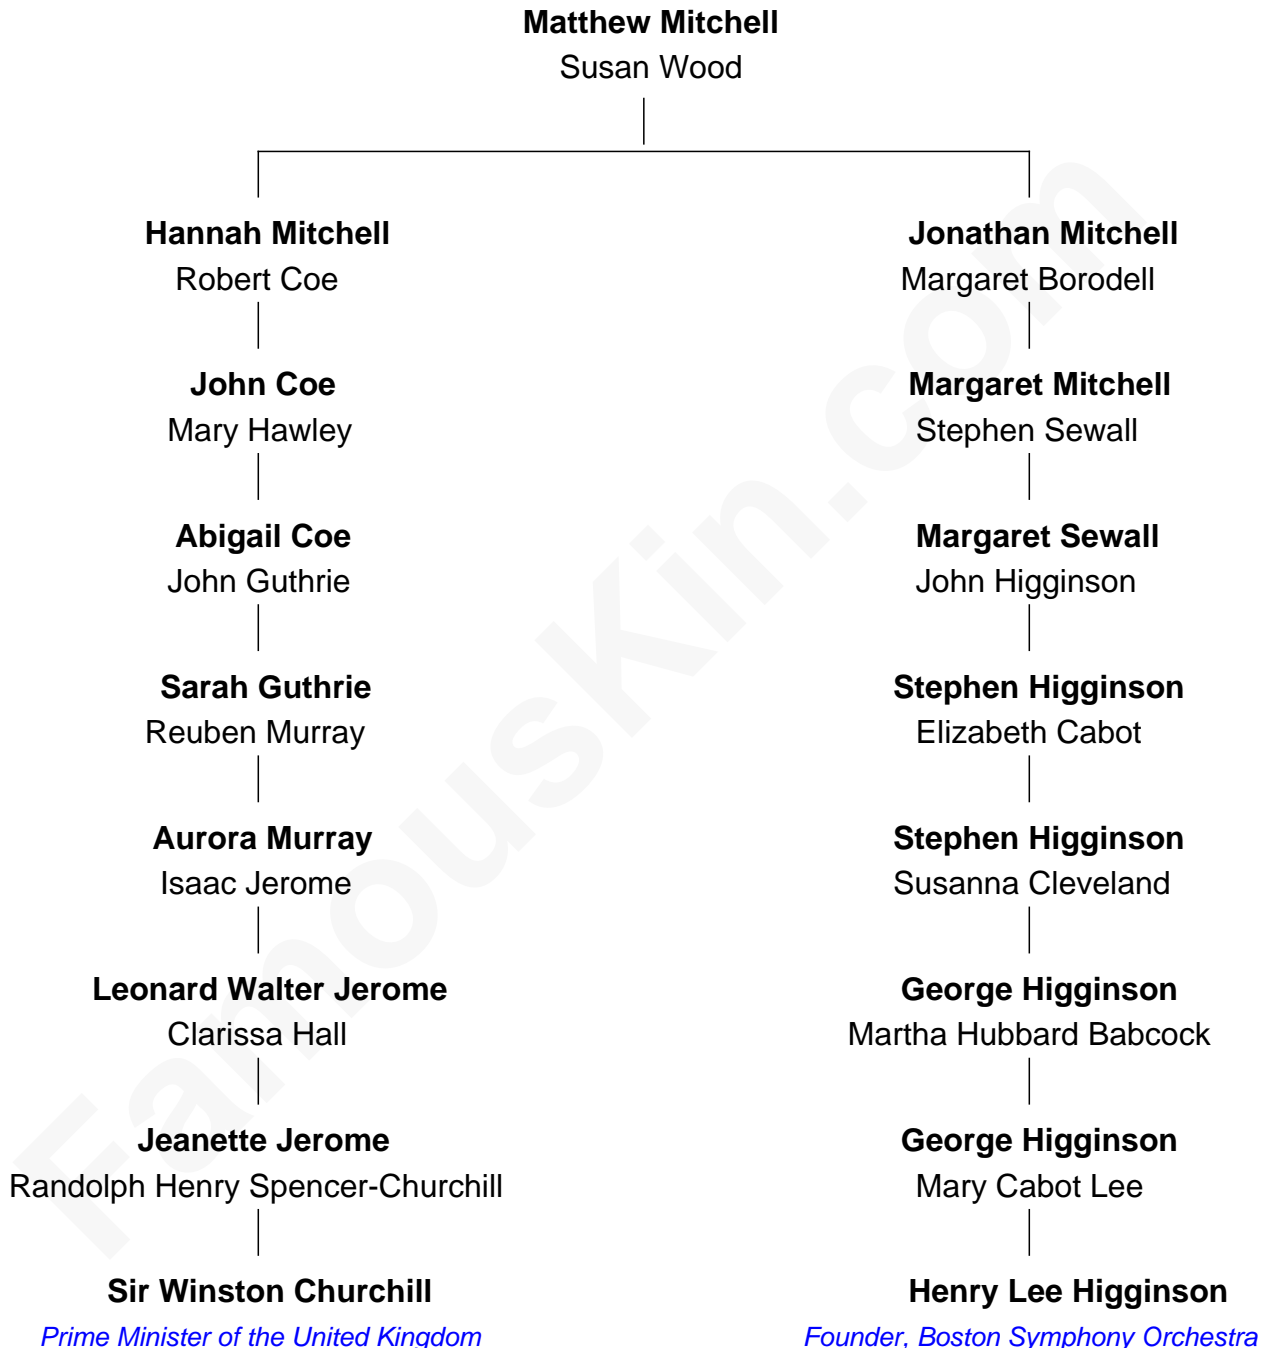 Matthew Mitchell
Susan Wood
Hannah Mitchell
Robert Coe
John Coe
Mary Hawley
Abigail Coe
John Guthrie
Sarah Guthrie
Reuben Murray
Aurora Murray
Isaac Jerome
Leonard Walter Jerome
Clarissa Hall
Jeanette Jerome
Randolph Henry Spencer-Churchill
Sir Winston Churchill
Prime Minister of the United Kingdom
Jonathan Mitchell
Margaret Borodell
Margaret Mitchell
Stephen Sewall
Margaret Sewall
John Higginson
Stephen Higginson
Elizabeth Cabot
Stephen Higginson
Susanna Cleveland
George Higginson
Martha Hubbard Babcock
George Higginson
Mary Cabot Lee
Henry Lee Higginson
Founder, Boston Symphony Orchestra
FamousKin.com